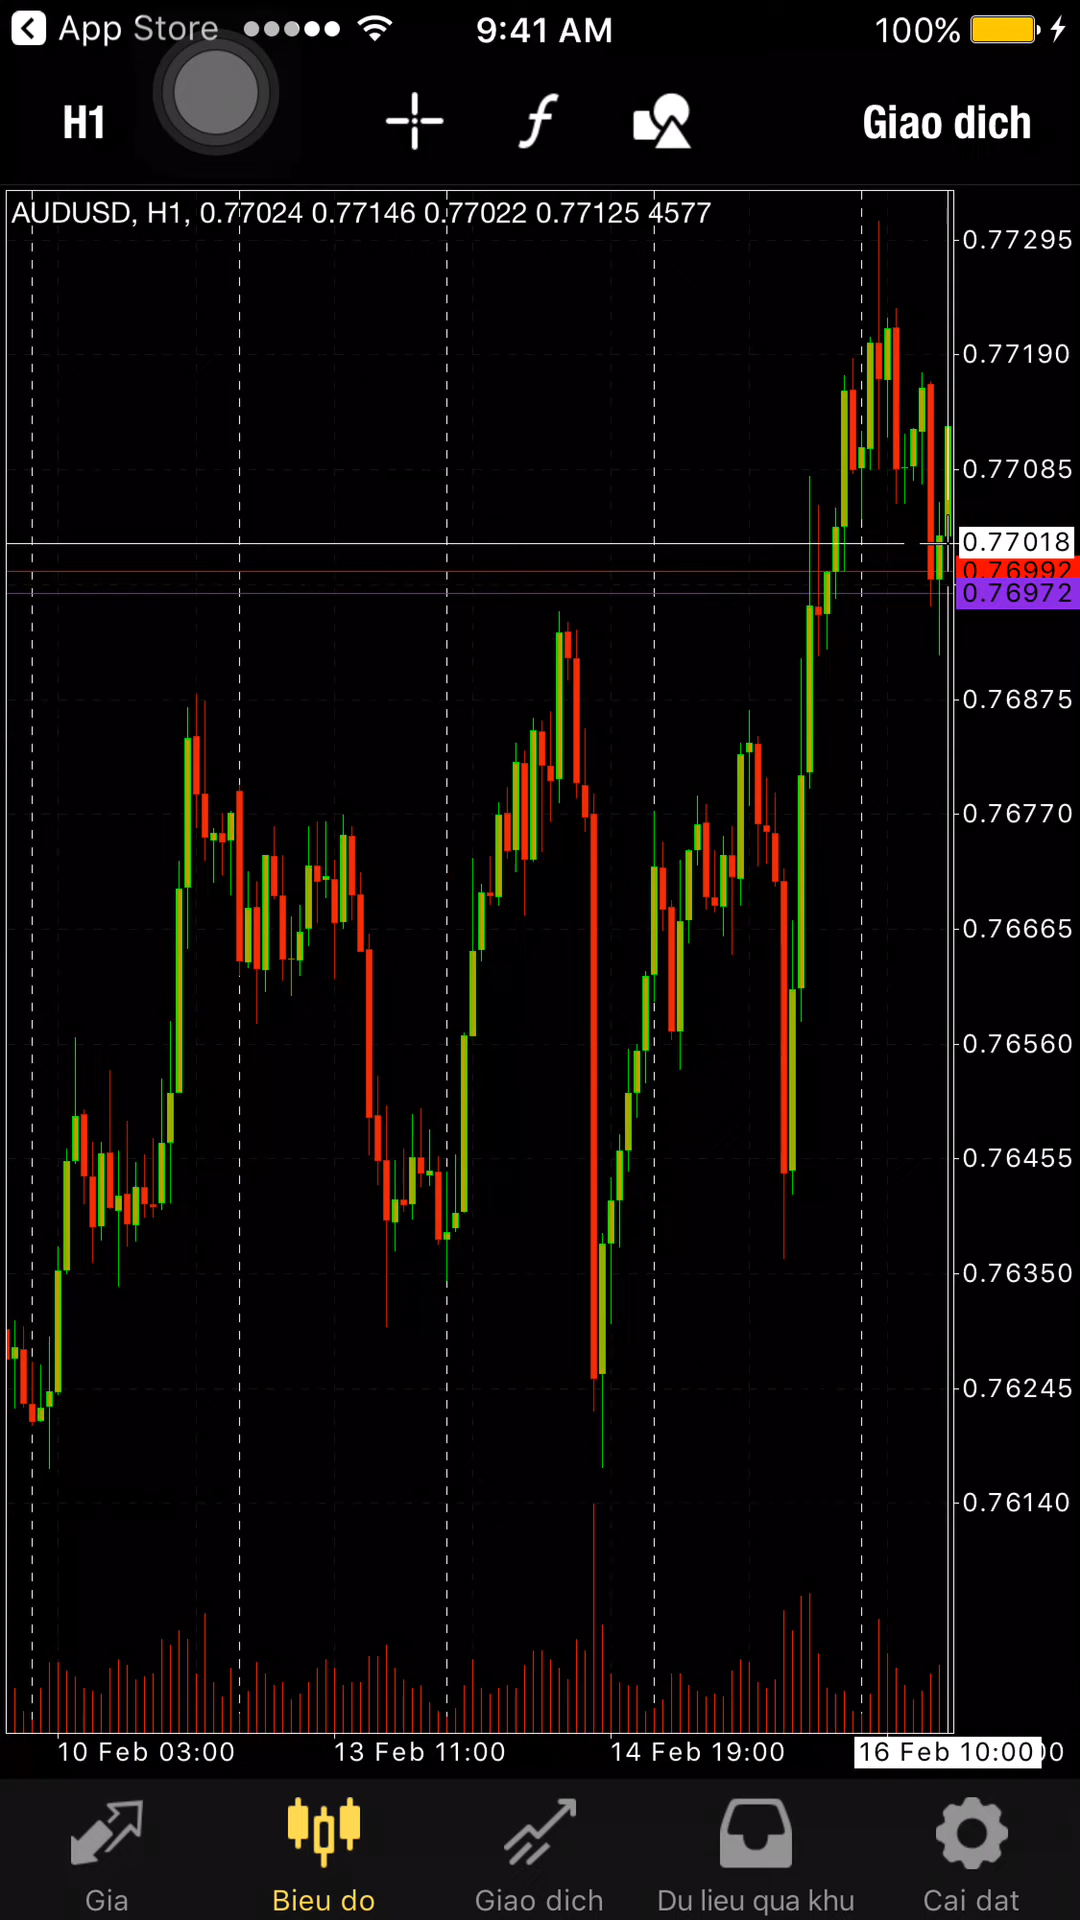 App Store 9:41 AM 100%
H1 f Giao dich
AUDUSD, H1, 0.77024 0.77146 0.77022 0.77125 4577
0.77295
0.77190
0.77085
0.77018
0.76992
0.76972
0.76875
0.76770
0.76665
0.76560
0.76455
0.76350
0.76245
0.76140
10 Feb 03:00 13 Feb 11:00 14 Feb 19:00 16 Feb 10:00 00
Gia Bieu do Giao dich Du lieu qua khu Cai dat